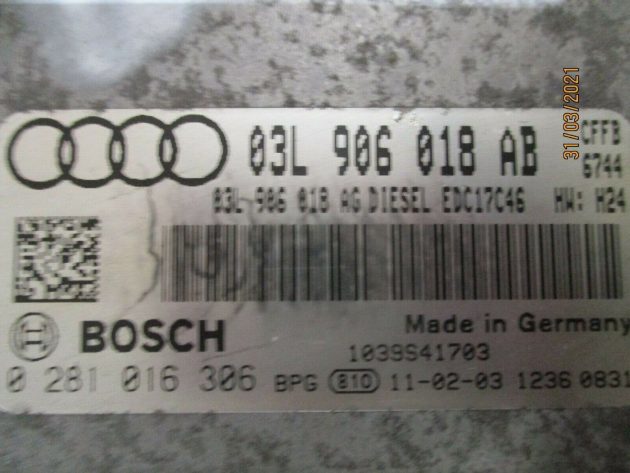 03L 906 018 AB CFFB
6744
03L 906 018 AG DIESEL EDC17C46 HW: H24
BOSCH Made in Germany
1039S41703
0 281 016 306 BPG 810 11-02-03 1236 0831
31/03/2021